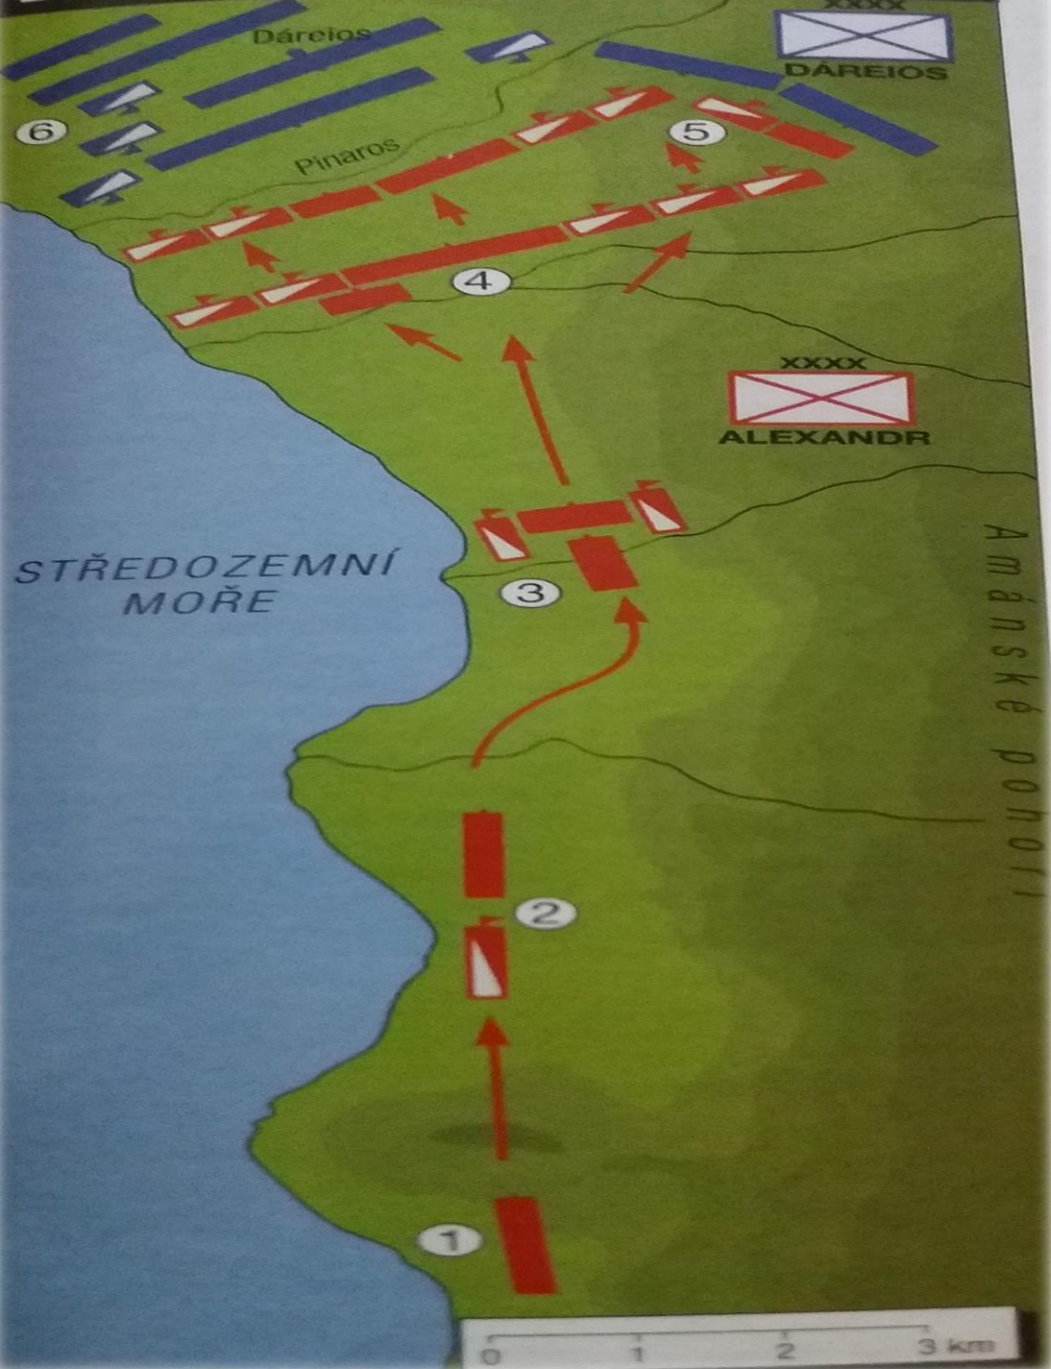 XXXX
DÁREIOS
Dáreios
6
5
Pinaros
4
XXXX
ALEXANDR
STŘEDOZEMNÍ
MOŘE
3
Amánské pohoří
2
1
0 1 2 3 km